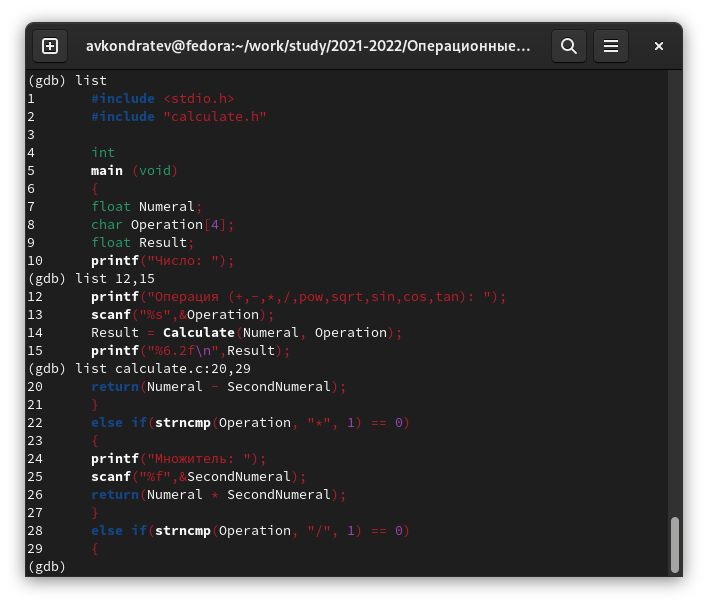 avkondratev@fedora:~/work/study/2021-2022/Операционные…
(gdb) list
1 #include <stdio.h>
2 #include "calculate.h"
3
4 int
5 main (void)
6 {
7 float Numeral;
8 char Operation[4];
9 float Result;
10 printf("Число: ");
(gdb) list 12,15
12 printf("Операция (+,-,*,/,pow,sqrt,sin,cos,tan): ");
13 scanf("%s",&Operation);
14 Result = Calculate(Numeral, Operation);
15 printf("%6.2f\n",Result);
(gdb) list calculate.c:20,29
20 return(Numeral - SecondNumeral);
21 }
22 else if(strncmp(Operation, "*", 1) == 0)
23 {
24 printf("Множитель: ");
25 scanf("%f",&SecondNumeral);
26 return(Numeral * SecondNumeral);
27 }
28 else if(strncmp(Operation, "/", 1) == 0)
29 {
(gdb)